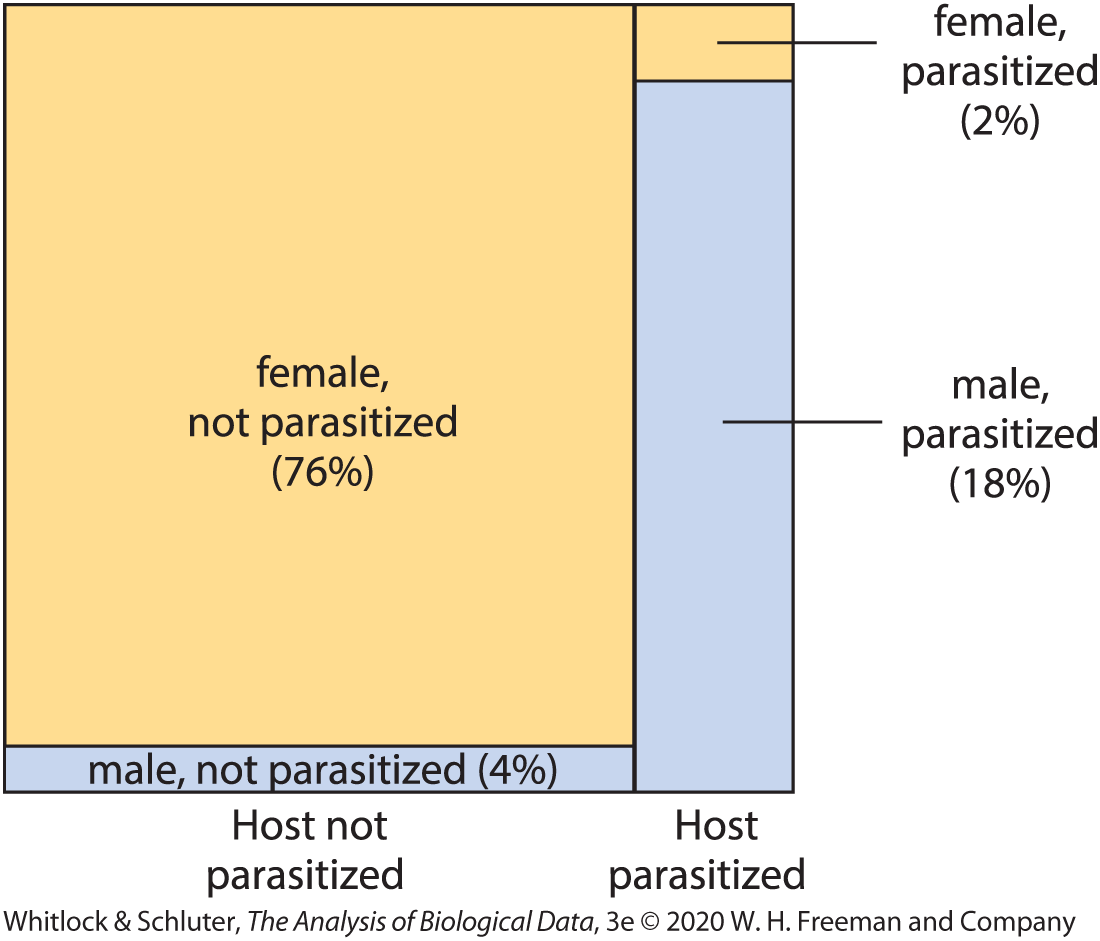 female,
parasitized
(2%)
female,
not parasitized
(76%)
male,
parasitized
(18%)
male, not parasitized (4%)
Host not
parasitized
Host
parasitized
Whitlock & Schluter, The Analysis of Biological Data, 3e © 2020 W. H. Freeman and Company